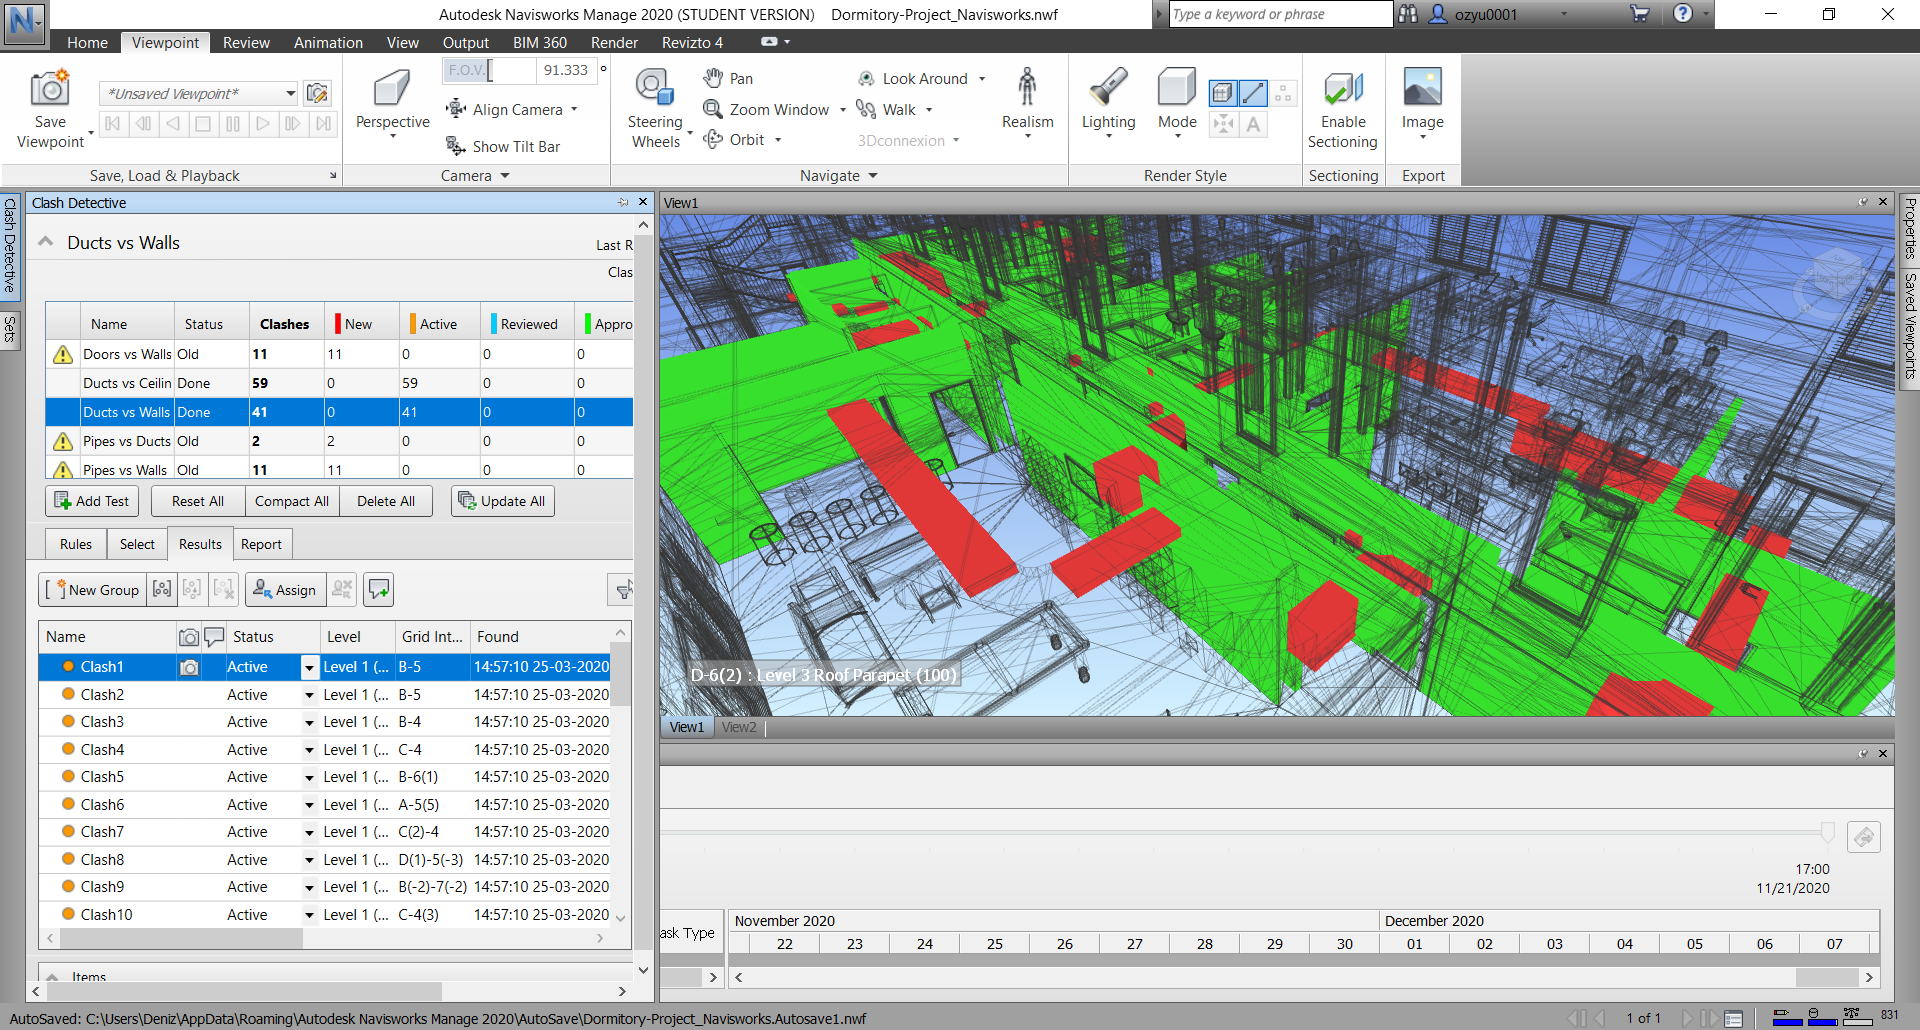 Autodesk Navisworks Manage 2020 (STUDENT VERSION) Dormitory-Project_Navisworks.nwf
Type a keyword or phrase
ozyu0001
Home Viewpoint Review Animation View Output BIM 360 Render Revizto 4
Save Viewpoint
*Unsaved Viewpoint*
Save, Load & Playback
Perspective
F.O.V. 91.333 °
Align Camera
Show Tilt Bar
Camera
Steering Wheels
Pan
Zoom Window
Orbit
Look Around
Walk
3Dconnexion
Realism
Navigate
Lighting
Mode
A
Render Style
Enable Sectioning
Sectioning
Image
Export
Clash Detective
Sets
Clash Detective
Ducts vs Walls
Last R
Clas
Name Status Clashes New Active Reviewed Appro
Doors vs Walls Old 11 11 0 0 0
Ducts vs Ceilin Done 59 0 59 0 0
Ducts vs Walls Done 41 0 41 0 0
Pipes vs Ducts Old 2 2 0 0 0
Pipes vs Walls Old 11 11 0 0 0
Add Test Reset All Compact All Delete All Update All
Rules Select Results Report
New Group Assign
Name Status Level Grid Int... Found
Clash1 Active Level 1 (... B-5 14:57:10 25-03-2020
Clash2 Active Level 1 (... B-5 14:57:10 25-03-2020
Clash3 Active Level 1 (... B-4 14:57:10 25-03-2020
Clash4 Active Level 1 (... C-4 14:57:10 25-03-2020
Clash5 Active Level 1 (... B-6(1) 14:57:10 25-03-2020
Clash6 Active Level 1 (... A-5(5) 14:57:10 25-03-2020
Clash7 Active Level 1 (... C(2)-4 14:57:10 25-03-2020
Clash8 Active Level 1 (... D(1)-5(-3) 14:57:10 25-03-2020
Clash9 Active Level 1 (... B(-2)-7(-2) 14:57:10 25-03-2020
Clash10 Active Level 1 (... C-4(3) 14:57:10 25-03-2020
Items
View1
D-6(2) : Level 3 Roof Parapet (100)
View1 View2
Properties
Saved Viewpoints
17:00
11/21/2020
ask Type
November 2020 December 2020
22 23 24 25 26 27 28 29 30 01 02 03 04 05 06 07
AutoSaved: C:\Users\Deniz\AppData\Roaming\Autodesk Navisworks Manage 2020\AutoSave\Dormitory-Project_Navisworks.Autosave1.nwf
1 of 1
831